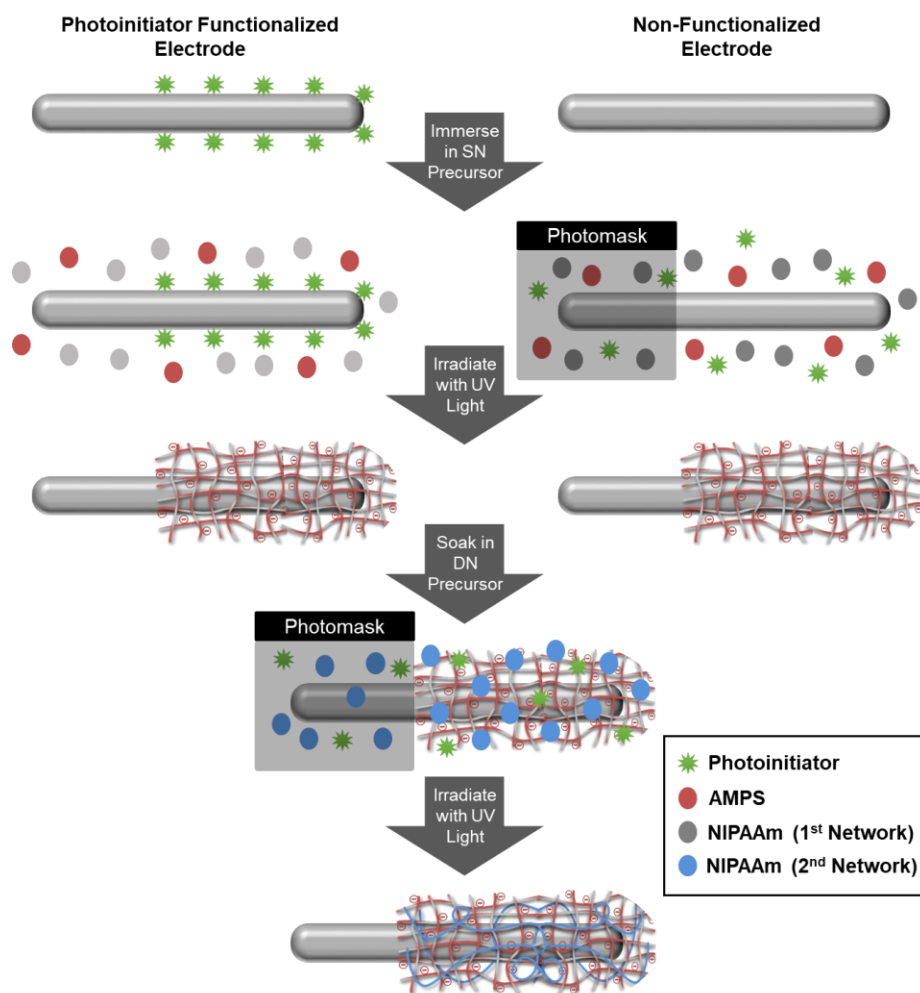 Photoinitiator Functionalized
Electrode
Non-Functionalized
Electrode
Immerse
in SN
Precursor
Photomask
Irradiate
with UV
Light
Soak in
DN
Precursor
Photomask
Irradiate
with UV
Light
Photoinitiator
AMPS
NIPAAm (1st Network)
NIPAAm (2nd Network)